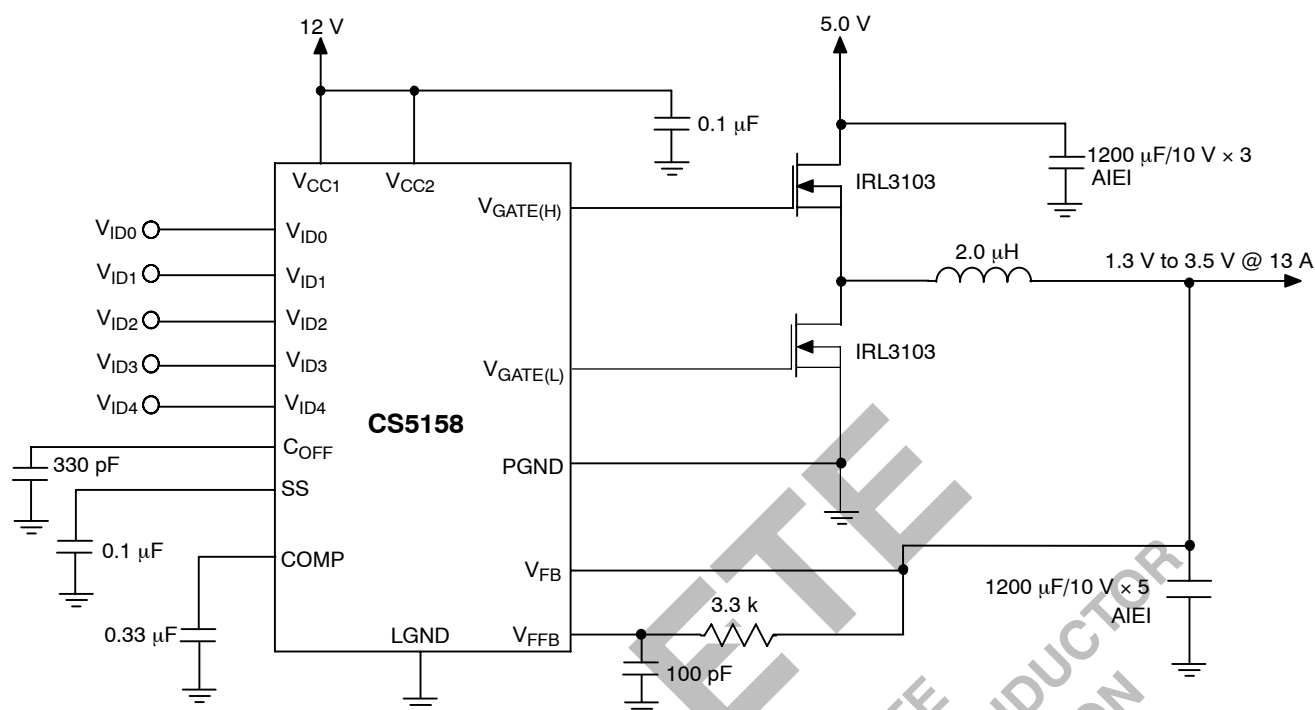 12 V
5.0 V
0.1 μF
1200 μF/10 V × 3
AIEI
IRL3103
VCC1
VCC2
VGATE(H)
VID0
VID0
VID1
VID1
VID2
VID2
VID3
VID3
VID4
VID4
2.0 μH
1.3 V to 3.5 V @ 13 A
IRL3103
VGATE(L)
CS5158
COFF
330 pF
SS
PGND
0.1 μF
COMP
VFB
1200 μF/10 V × 5
AIEI
3.3 k
0.33 μF
LGND
VFFB
100 pF